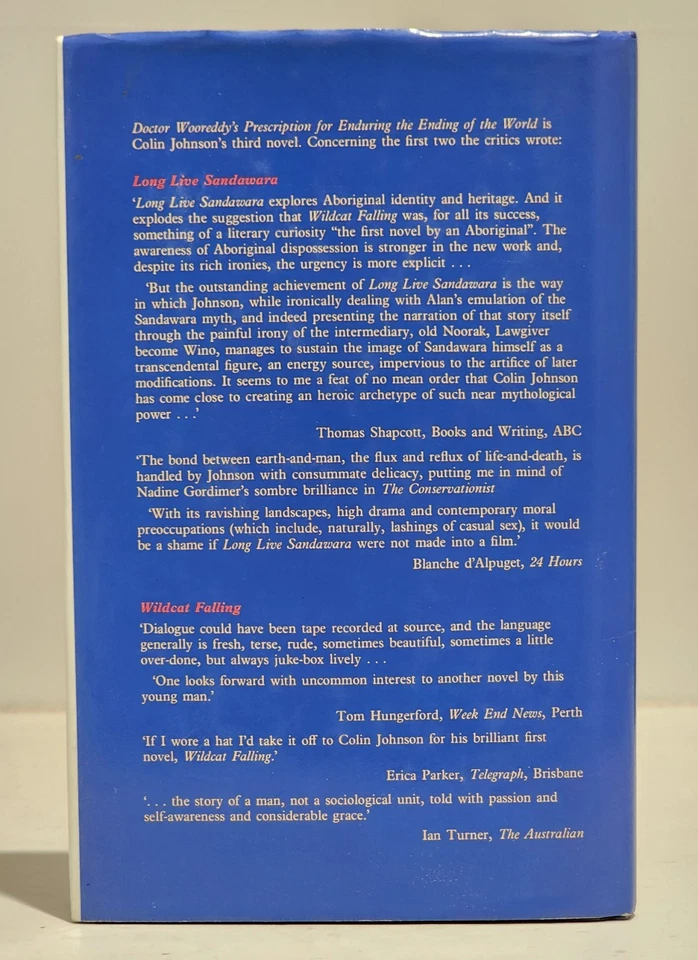 Doctor Wooreddy's Prescription for Enduring the Ending of the World is
Colin Johnson's third novel. Concerning the first two the critics wrote:
Long Live Sandawara
'Long Live Sandawara explores Aboriginal identity and heritage. And it
explodes the suggestion that Wildcat Falling was, for all its success,
something of a literary curiosity "the first novel by an Aboriginal". The
awareness of Aboriginal dispossession is stronger in the new work and,
despite its rich ironies, the urgency is more explicit . . .
'But the outstanding achievement of Long Live Sandawara is the way
in which Johnson, while ironically dealing with Alan's emulation of the
Sandawara myth, and indeed presenting the narration of that story itself
through the painful irony of the intermediary, old Noorak, Lawgiver
become Wino, manages to sustain the image of Sandawara himself as a
transcendental figure, an energy source, impervious to the artifice of later
modifications. It seems to me a feat of no mean order that Colin Johnson
has come close to creating an heroic archetype of such near mythological
power . . .'
Thomas Shapcott, Books and Writing, ABC
'The bond between earth-and-man, the flux and reflux of life-and-death, is
handled by Johnson with consummate delicacy, putting me in mind of
Nadine Gordimer's sombre brilliance in The Conservationist
'With its ravishing landscapes, high drama and contemporary moral
preoccupations (which include, naturally, lashings of casual sex), it would
be a shame if Long Live Sandawara were not made into a film.'
Blanche d'Alpuget, 24 Hours
Wildcat Falling
'Dialogue could have been tape recorded at source, and the language
generally is fresh, terse, rude, sometimes beautiful, sometimes a little
over-done, but always juke-box lively . . .
'One looks forward with uncommon interest to another novel by this
young man.'
Tom Hungerford, Week End News, Perth
'If I wore a hat I'd take it off to Colin Johnson for his brilliant first
novel, Wildcat Falling.'
Erica Parker, Telegraph, Brisbane
'. . . the story of a man, not a sociological unit, told with passion and
self-awareness and considerable grace.'
Ian Turner, The Australian